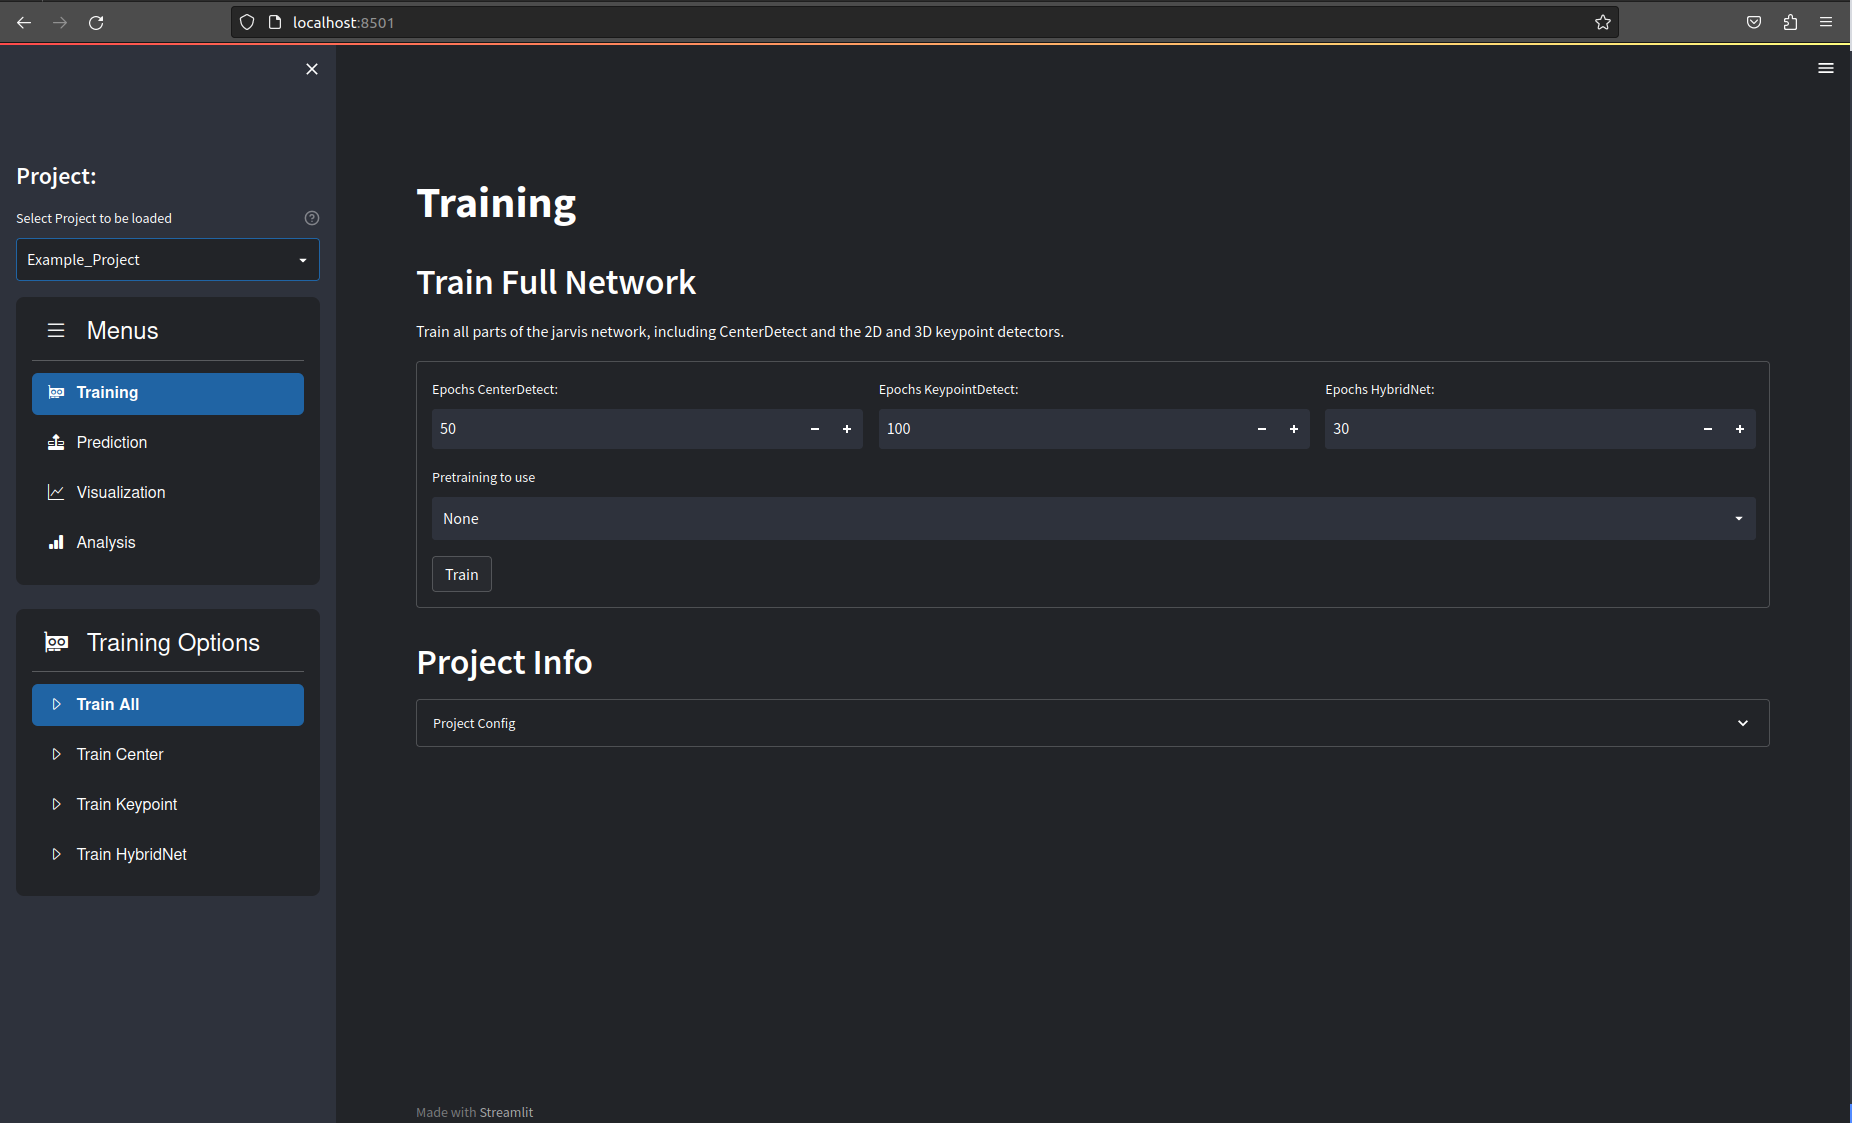 localhost:8501
Project:
Select Project to be loaded
Example_Project
Menus
Training
Prediction
Visualization
Analysis
Training Options
Train All
Train Center
Train Keypoint
Train HybridNet
Training
Train Full Network
Train all parts of the jarvis network, including CenterDetect and the 2D and 3D keypoint detectors.
Epochs CenterDetect: Epochs KeypointDetect: Epochs HybridNet:
50 100 30
Pretraining to use
None
Train
Project Info
Project Config
Made with Streamlit